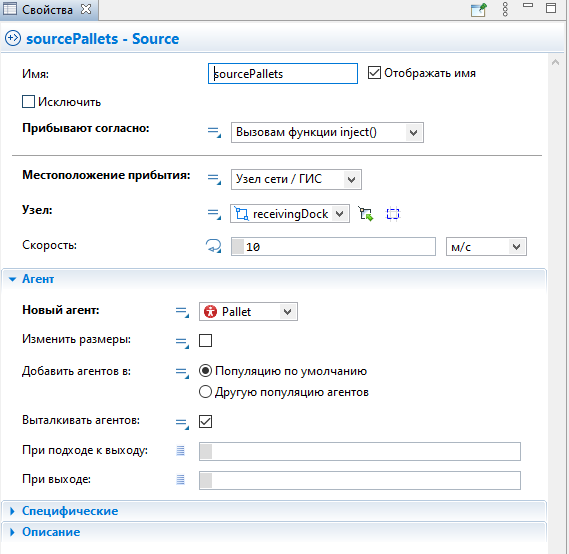 Свойства
sourcePallets - Source
Имя: sourcePallets Отображать имя
Исключить
Прибывают согласно: Вызовам функции inject()
Местоположение прибытия: Узел сети / ГИС
Узел: receivingDock
Скорость: 10 м/с
Агент
Новый агент: Pallet
Изменить размеры:
Добавить агентов в: Популяцию по умолчанию
Другую популяцию агентов
Выталкивать агентов:
При подходе к выходу:
При выходе:
Специфические
Описание